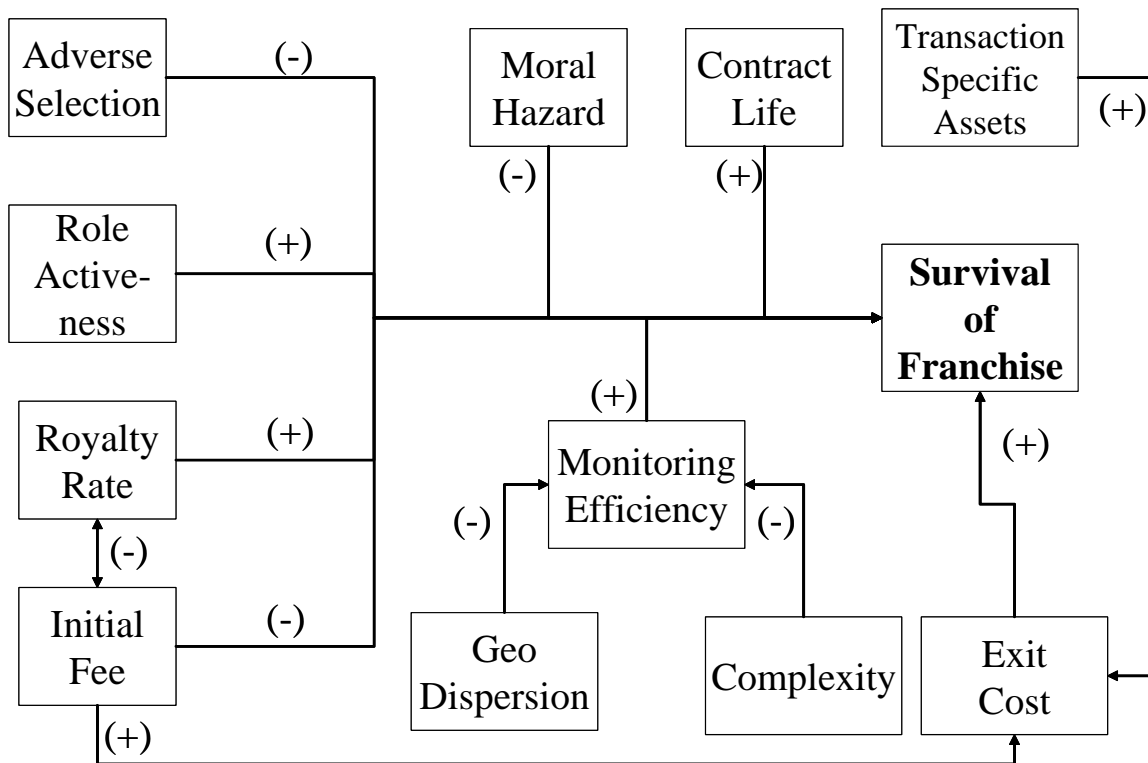 Adverse
Selection
(-)
Moral
Hazard
(-)
Contract
Life
(+)
Transaction
Specific
Assets
(+)
Role
Active-
ness
(+)
Survival
of
Franchise
Royalty
Rate
(+)
(-)
Initial
Fee
(-)
(+)
(+)
Monitoring
Efficiency
(-)
(-)
Geo
Dispersion
Complexity
(+)
Exit
Cost